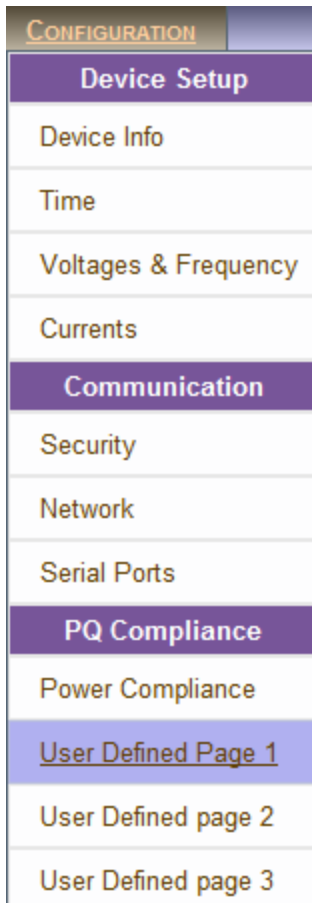 CONFIGURATION
Device Setup
Device Info
Time
Voltages & Frequency
Currents
Communication
Security
Network
Serial Ports
PQ Compliance
Power Compliance
User Defined Page 1
User Defined page 2
User Defined page 3